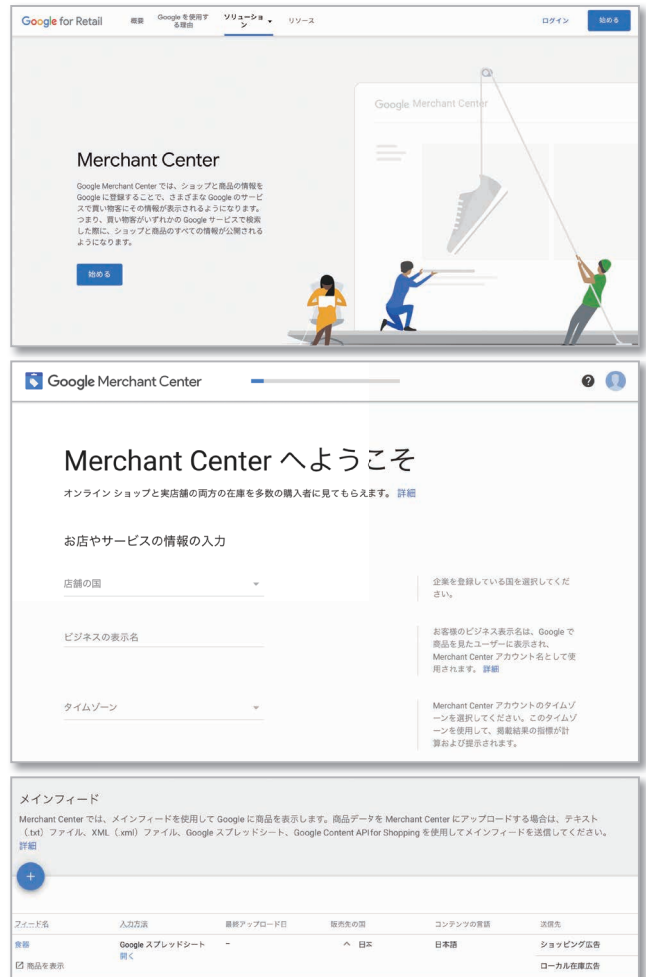 Google for Retail
概要
Google を使用す
る理由
ソリューショ
ン
リソース
ログイン
始める
Google Merchant Center
Merchant Center
Google Merchant Center では、ショップと商品の情報を
Google に登録することで、さまざまな Google のサービ
スで買い物客にその情報が表示されるようになります。
つまり、買い物客がいずれかの Google サービスで検索
した際に、ショップと商品のすべての情報が公開される
ようになります。
始める
Google Merchant Center
Merchant Center へようこそ
オンライン ショップと実店舗の両方の在庫を多数の購入者に見てもらえます。 詳細
お店やサービスの情報の入力
店舗の国
企業を登録している国を選択してくだ
さい。
ビジネスの表示名
お客様のビジネス表示名は、Google で
商品を見たユーザーに表示され、
Merchant Center アカウント名として使
用されます。 詳細
タイムゾーン
Merchant Center アカウントのタイムゾ
ーンを選択してください。このタイムゾ
ーンを使用して、掲載結果の指標が計
算および提示されます。
メインフィード
Merchant Center では、メインフィードを使用して Google に商品を表示します。商品データを Merchant Center にアップロードする場合は、テキスト
（.txt）ファイル、XML（.xml）ファイル、Google スプレッドシート、Google Content APIfor Shopping を使用してメインフィードを送信してください。
詳細
フィード名 入力方法 最終アップロード日 販売先の国 コンテンツの言語 送信先
食器 Google スプレッドシート – へ 日本 日本語 ショッピング広告
開く
商品を表示 ローカル在庫広告